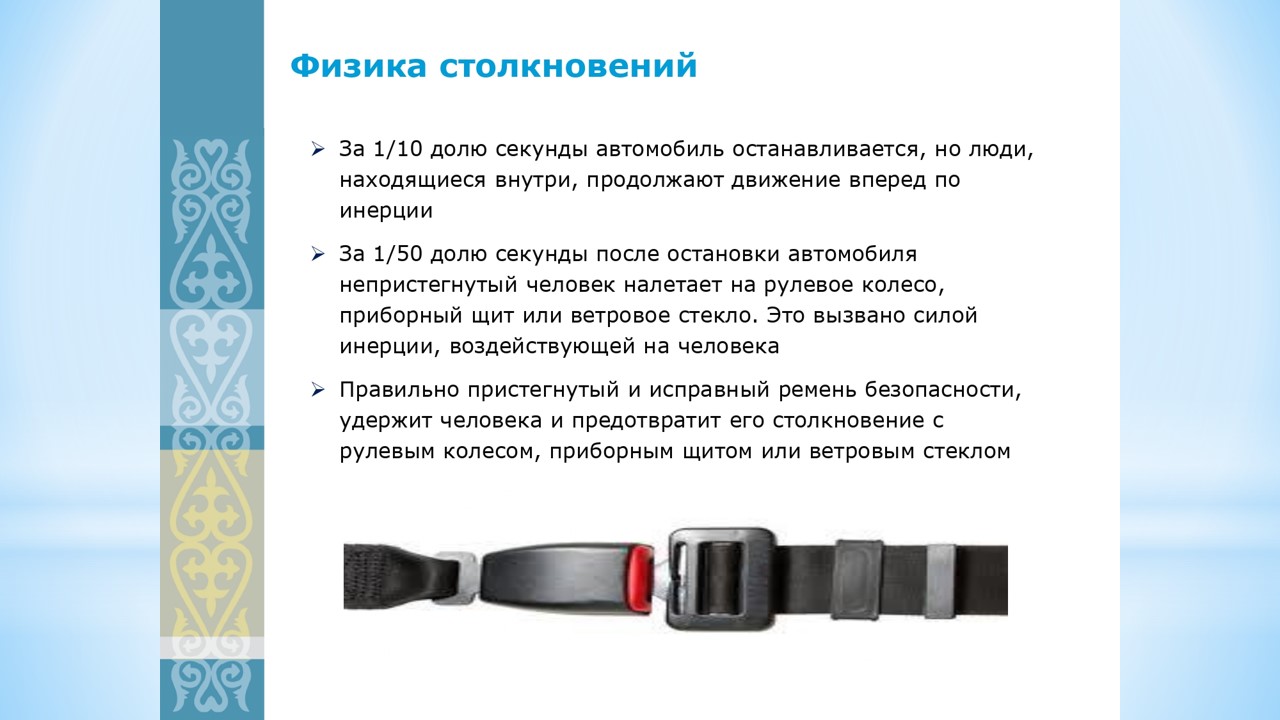 Физика столкновений
За 1/10 долю секунды автомобиль останавливается, но люди,
находящиеся внутри, продолжают движение вперед по
инерции
За 1/50 долю секунды после остановки автомобиля
непристегнутый человек налетает на рулевое колесо,
приборный щит или ветровое стекло. Это вызвано силой
инерции, воздействующей на человека
Правильно пристегнутый и исправный ремень безопасности,
удержит человека и предотвратит его столкновение с
рулевым колесом, приборным щитом или ветровым стеклом